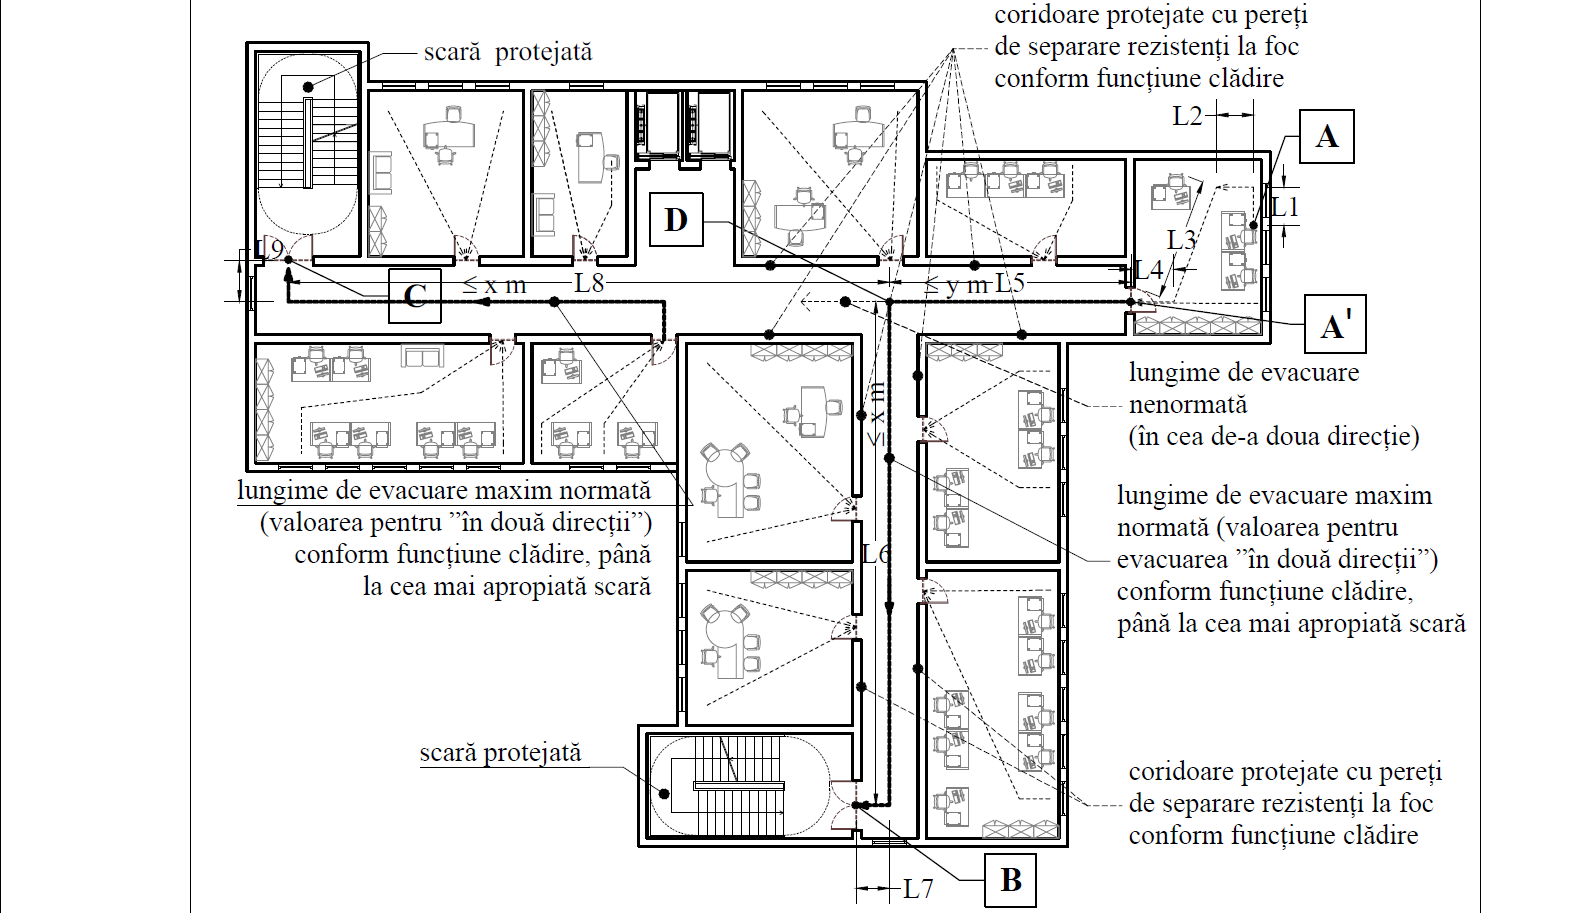 coridoare protejate cu pereți
de separare rezistenți la foc
conform funcțiune clădire
scară protejată
L2
A
L1
D
L3
L9
L4
C
≤ x m
L8
≤ y m
L5
A'
lungime de evacuare
nenormată
(în cea de-a doua direcție)
≤ x m
lungime de evacuare maxim normată
(valoarea pentru ”în două direcții”)
conform funcțiune clădire, până
la cea mai apropiată scară
lungime de evacuare maxim
normată (valoarea pentru
evacuarea ”în două direcții”)
conform funcțiune clădire,
până la cea mai apropiată scară
L6
scară protejată
coridoare protejate cu pereți
de separare rezistenți la foc
conform funcțiune clădire
L7
B